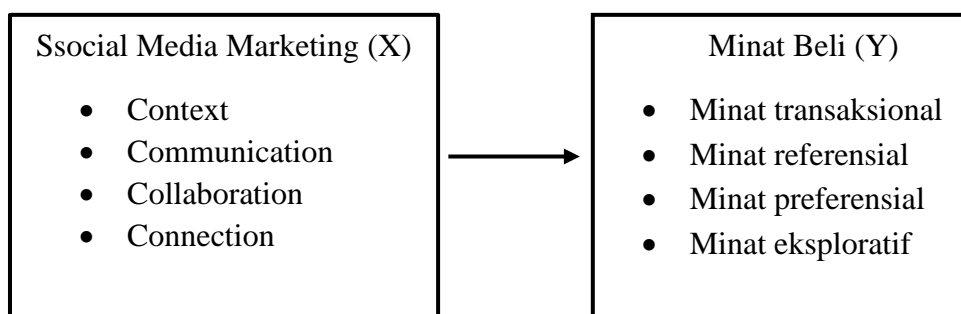 Ssocial Media Marketing (X)
• Context
• Communication
• Collaboration
• Connection
Minat Beli (Y)
• Minat transaksional
• Minat referensial
• Minat preferensial
• Minat eksploratif